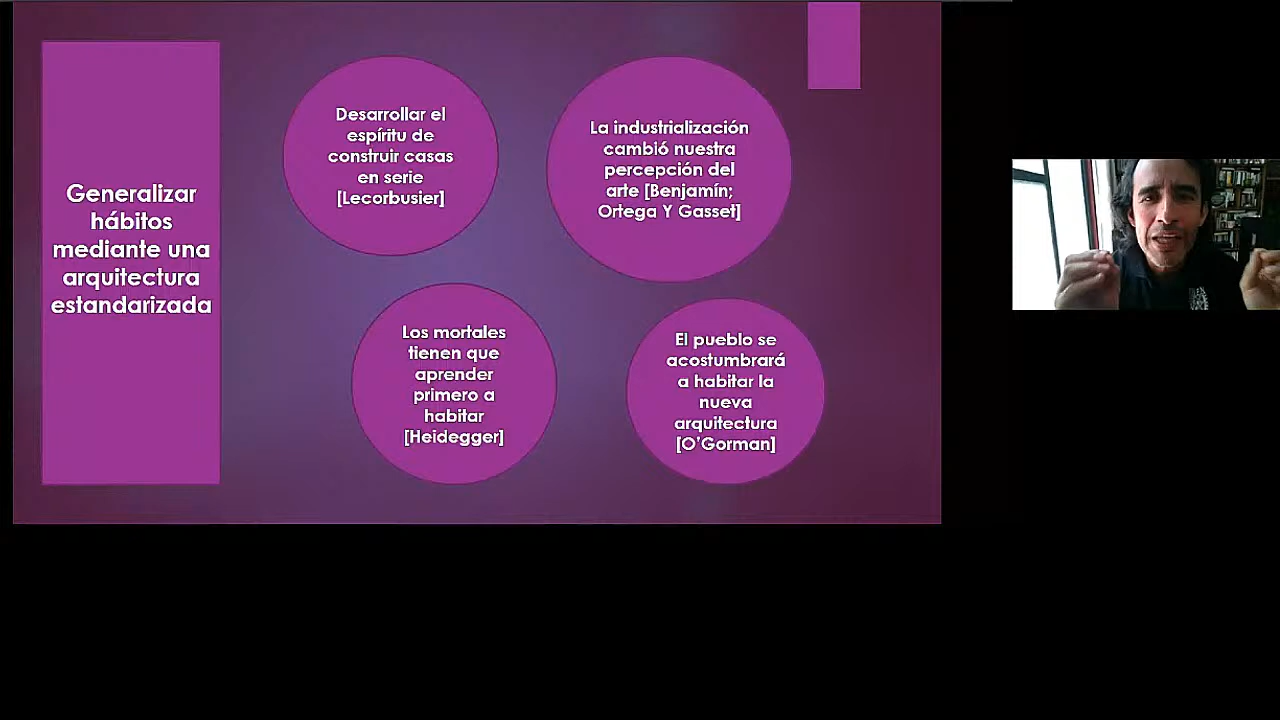 Generalizar
hábitos
mediante una
arquitectura
estandarizada
Desarrollar el
espíritu de
construir casas
en serie
[Lecorbusier]
La industrialización
cambió nuestra
percepción del
arte [Benjamín;
Ortega Y Gasset]
Los mortales
tienen que
aprender
primero a
habitar
[Heidegger]
El pueblo se
acostumbrará
a habitar la
nueva
arquitectura
[O'Gorman]